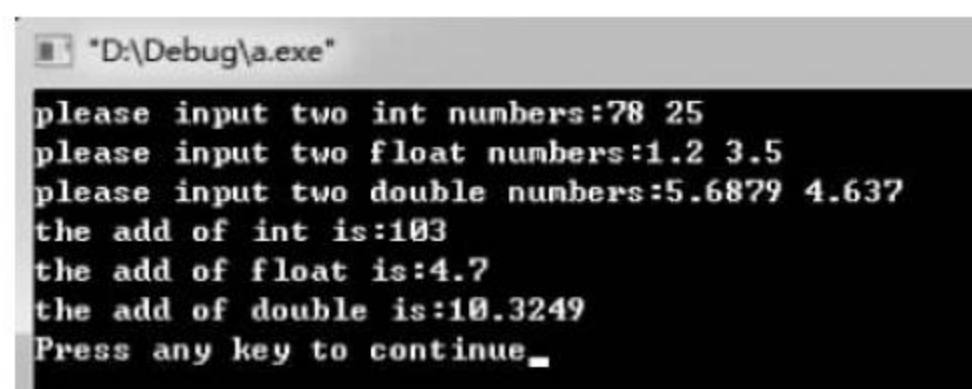 "D:\Debug\a.exe"
please input two int numbers:78 25
please input two float numbers:1.2 3.5
please input two double numbers:5.6879 4.637
the add of int is:103
the add of float is:4.7
the add of double is:10.3249
Press any key to continue_